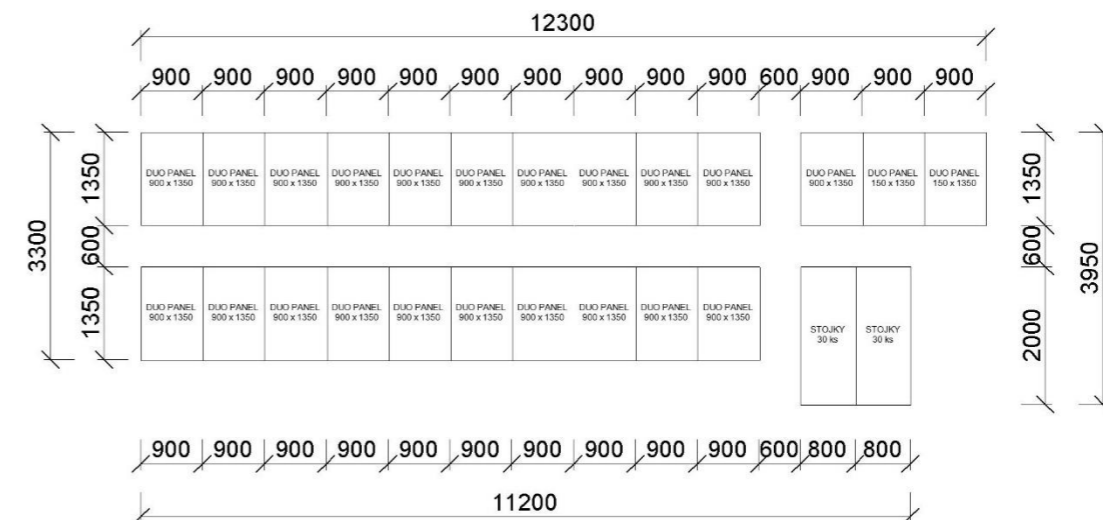 12300
900 900 900 900 900 900 900 900 900 900 600 900 900 900
3300
1350
600
1350
DUO PANEL DUO PANEL DUO PANEL DUO PANEL DUO PANEL DUO PANEL DUO PANEL DUO PANEL DUO PANEL DUO PANEL DUO PANEL DUO PANEL DUO PANEL
900 x 1350 900 x 1350 900 x 1350 900 x 1350 900 x 1350 900 x 1350 900 x 1350 900 x 1350 900 x 1350 900 x 1350 900 x 1350 150 x 1350 150 x 1350
1350
600
2000
3950
DUO PANEL DUO PANEL DUO PANEL DUO PANEL DUO PANEL DUO PANEL DUO PANEL DUO PANEL DUO PANEL DUO PANEL
900 x 1350 900 x 1350 900 x 1350 900 x 1350 900 x 1350 900 x 1350 900 x 1350 900 x 1350 900 x 1350 900 x 1350
STOJKY STOJKY
30 ks 30 ks
900 900 900 900 900 900 900 900 900 900 600 800 800
11200